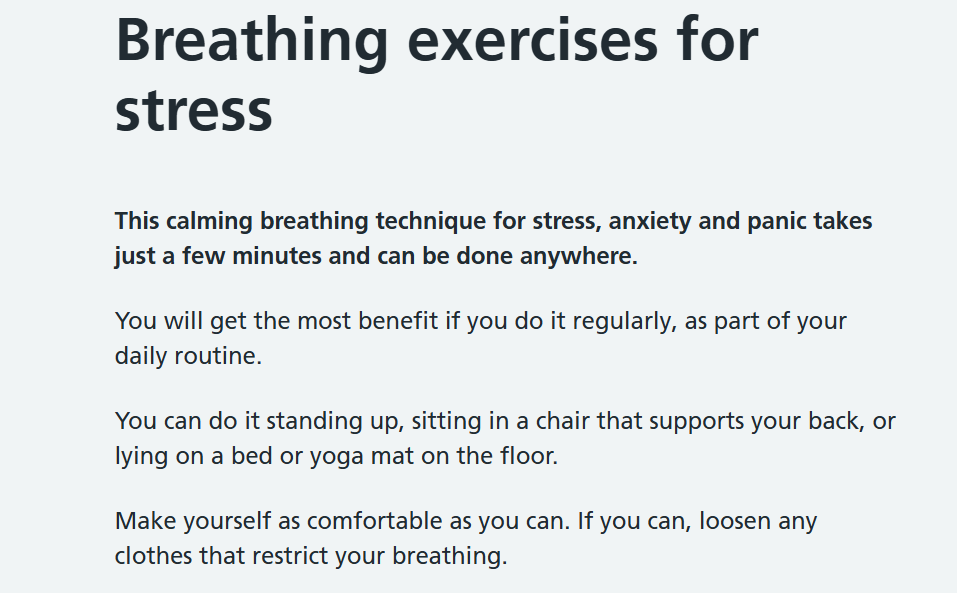 Breathing exercises for
stress
This calming breathing technique for stress, anxiety and panic takes
just a few minutes and can be done anywhere.
You will get the most benefit if you do it regularly, as part of your
daily routine.
You can do it standing up, sitting in a chair that supports your back, or
lying on a bed or yoga mat on the floor.
Make yourself as comfortable as you can. If you can, loosen any
clothes that restrict your breathing.